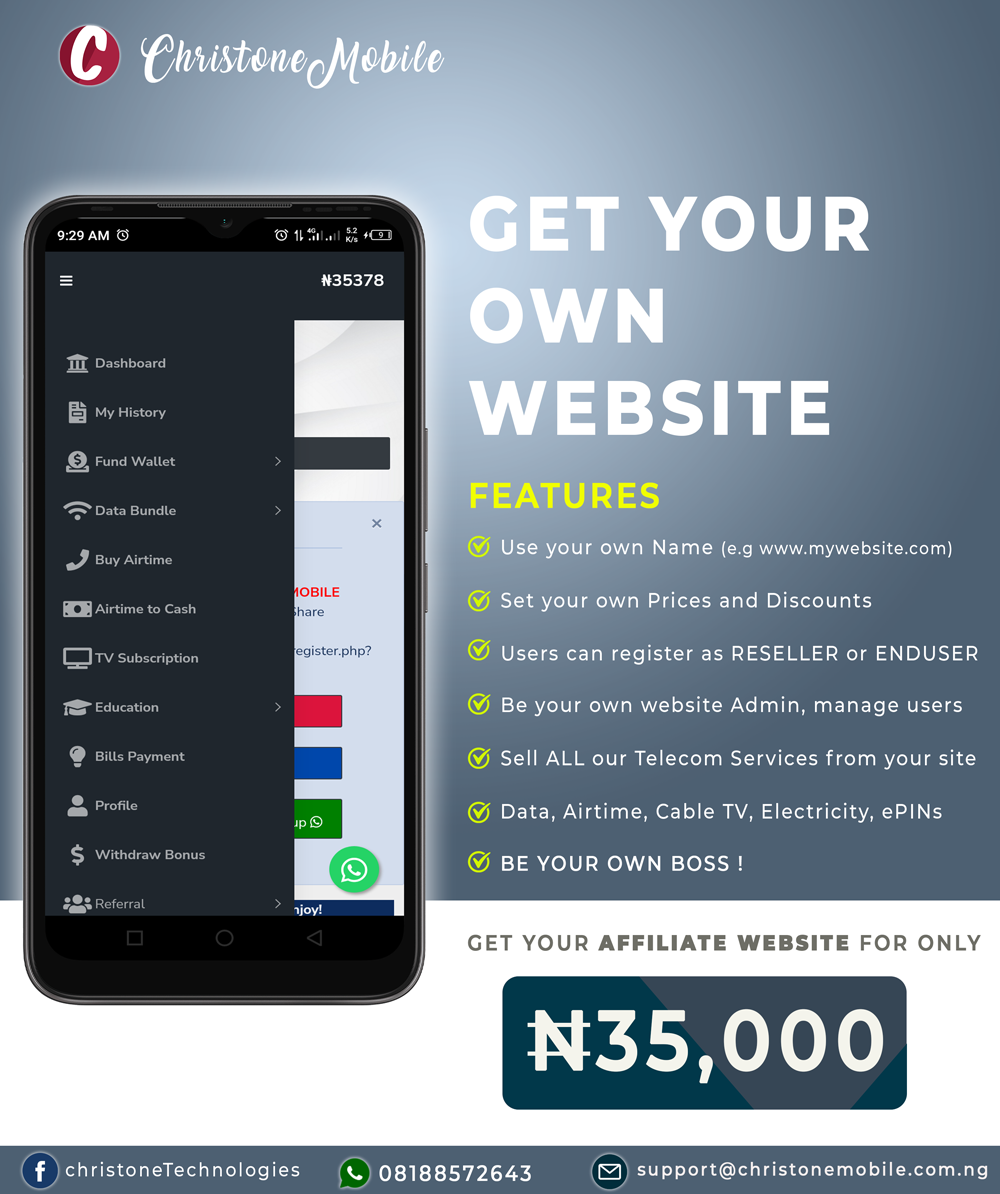 C Christone Mobile
GET YOUR
OWN
WEBSITE
9:29 AM
4G
5.2
K/s
9
₦35378
Dashboard
My History
Fund Wallet
Data Bundle
Buy Airtime
Airtime to Cash
TV Subscription
Education
Bills Payment
Profile
Withdraw Bonus
Referral
MOBILE
Share
register.php?
up
njoy!
FEATURES
Use your own Name (e.g www.mywebsite.com)
Set your own Prices and Discounts
Users can register as RESELLER or ENDUSER
Be your own website Admin, manage users
Sell ALL our Telecom Services from your site
Data, Airtime, Cable TV, Electricity, ePINs
BE YOUR OWN BOSS !
GET YOUR AFFILIATE WEBSITE FOR ONLY
₦35,000
f christoneTechnologies
08188572643
support@christonemobile.com.ng